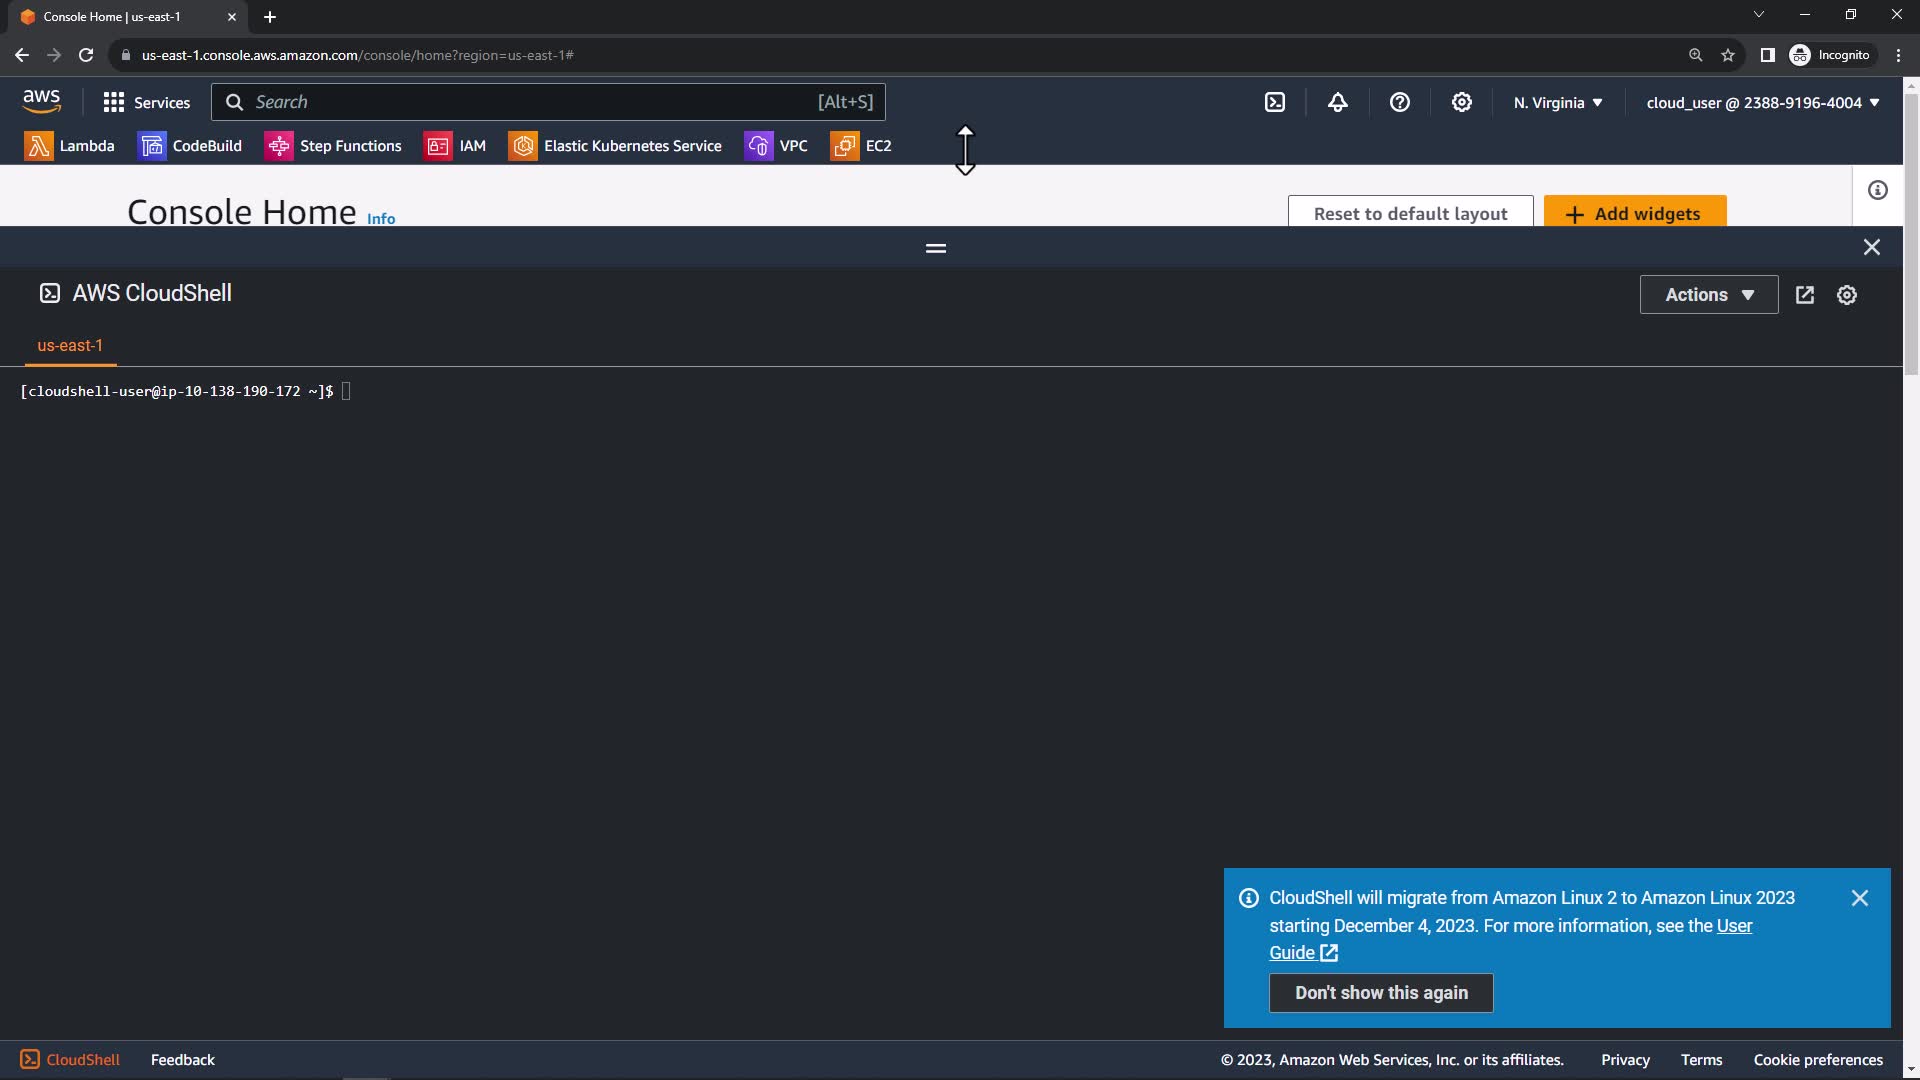 Console Home | us-east-1
us-east-1.console.aws.amazon.com/console/home?region=us-east-1#
Incognito
aws
Services
Search
[Alt+S]
N. Virginia
cloud_user @ 2388-9196-4004
Lambda
CodeBuild
Step Functions
IAM
Elastic Kubernetes Service
VPC
EC2
Console Home Info
Reset to default layout
Add widgets
AWS CloudShell
Actions
us-east-1
[cloudshell-user@ip-10-138-190-172 ~]$
CloudShell will migrate from Amazon Linux 2 to Amazon Linux 2023
starting December 4, 2023. For more information, see the User
Guide
Don't show this again
CloudShell
Feedback
© 2023, Amazon Web Services, Inc. or its affiliates.
Privacy
Terms
Cookie preferences